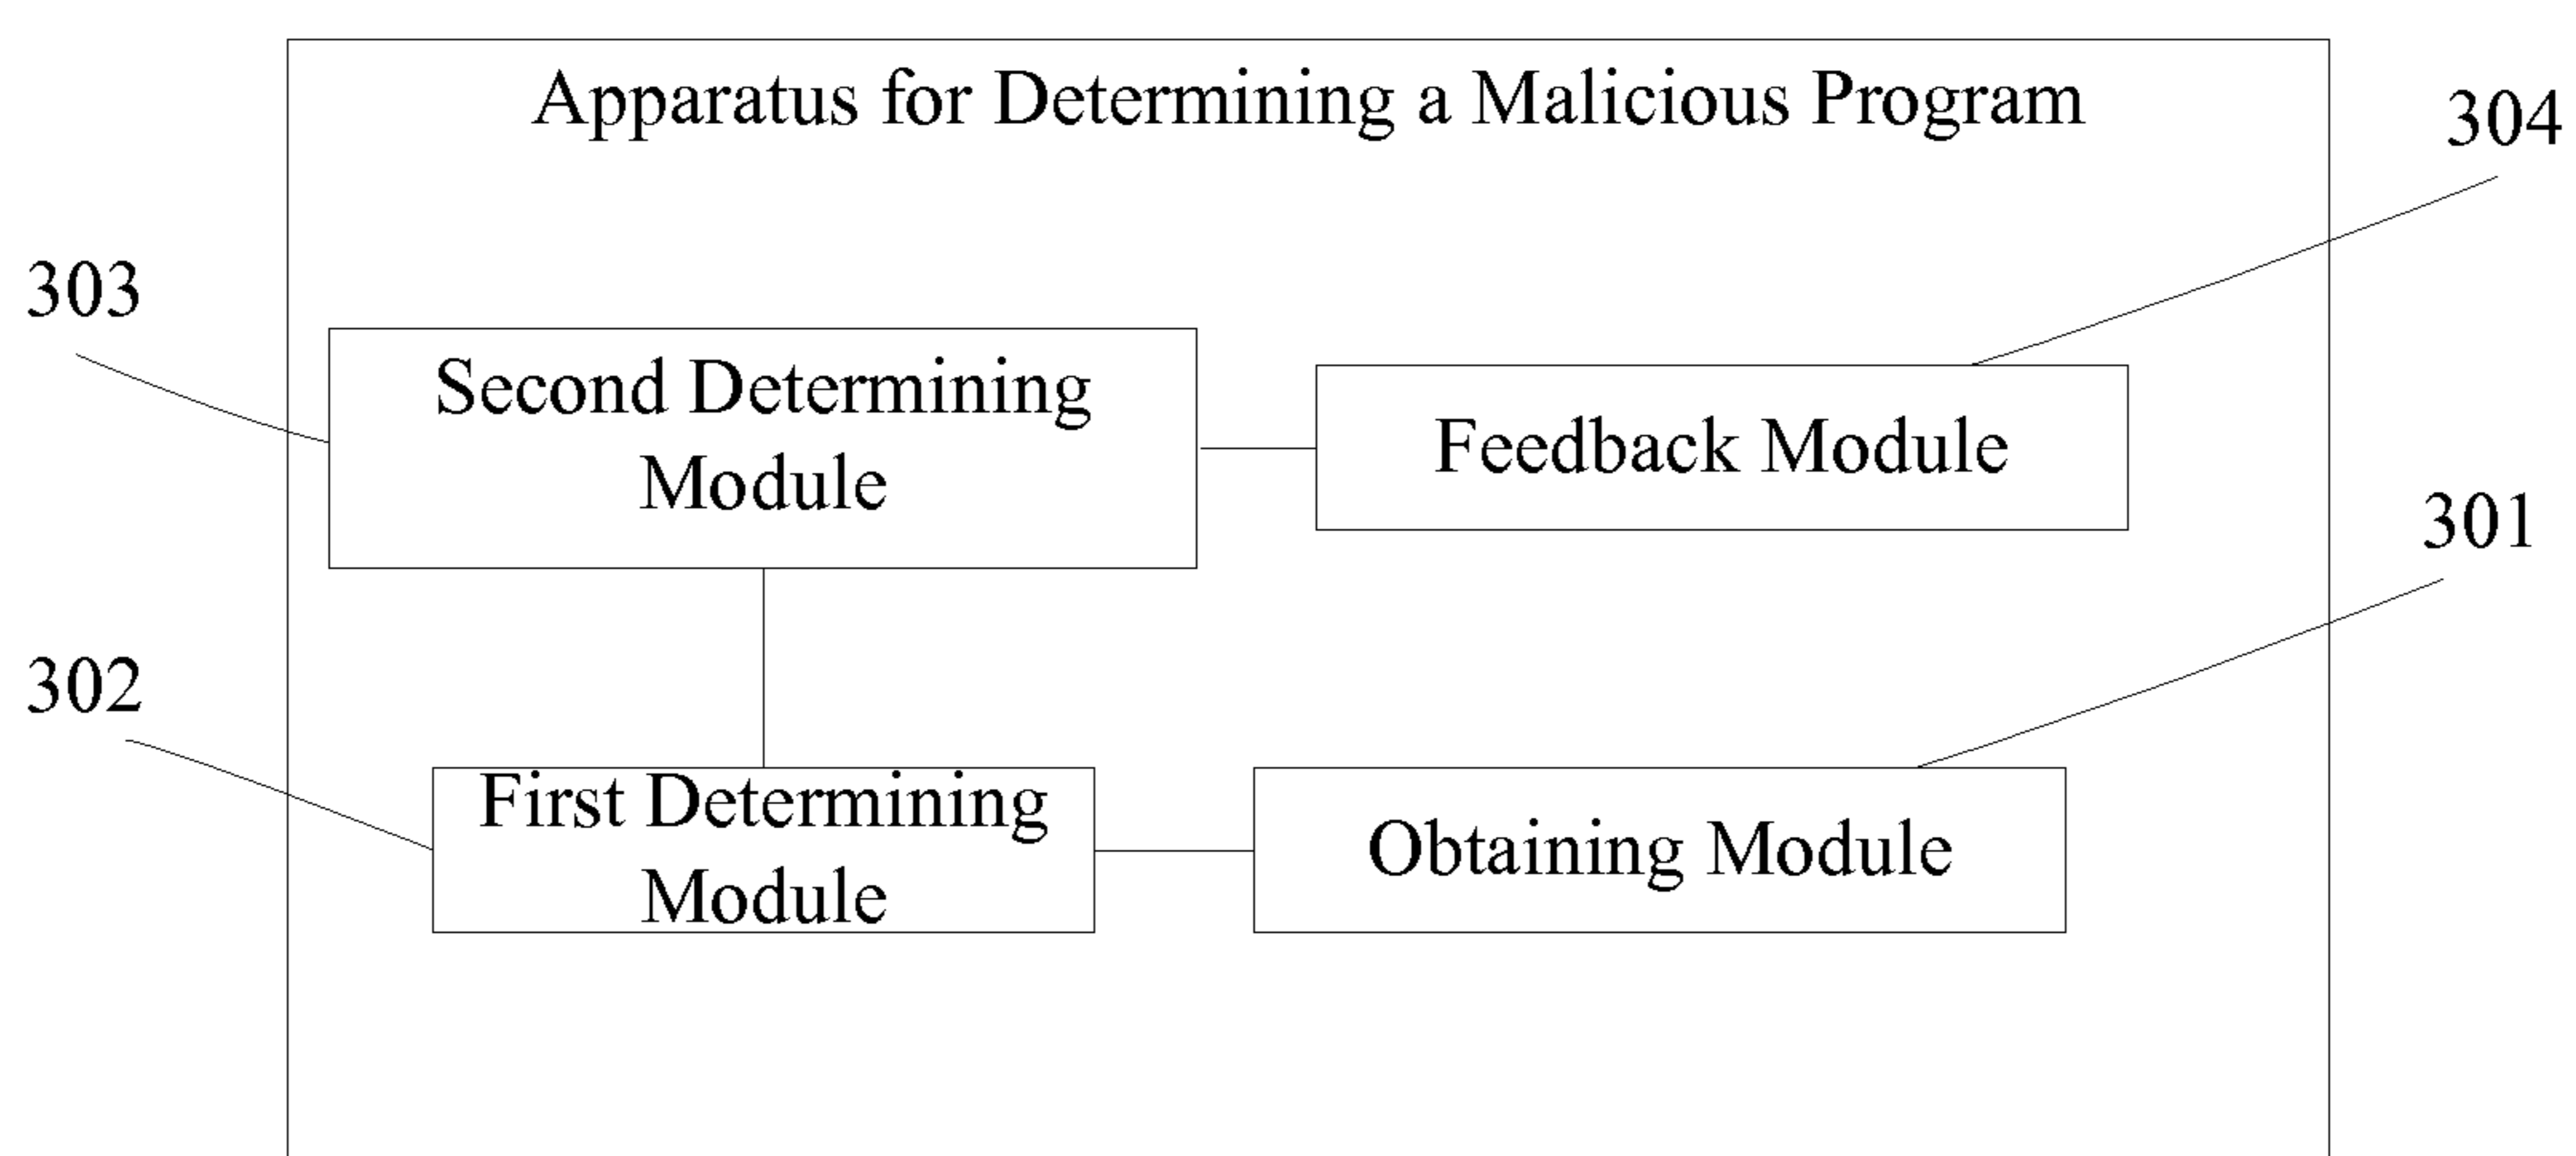 Apparatus for Determining a Malicious Program
304
303
Second Determining
Module
Feedback Module
301
302
First Determining
Module
Obtaining Module